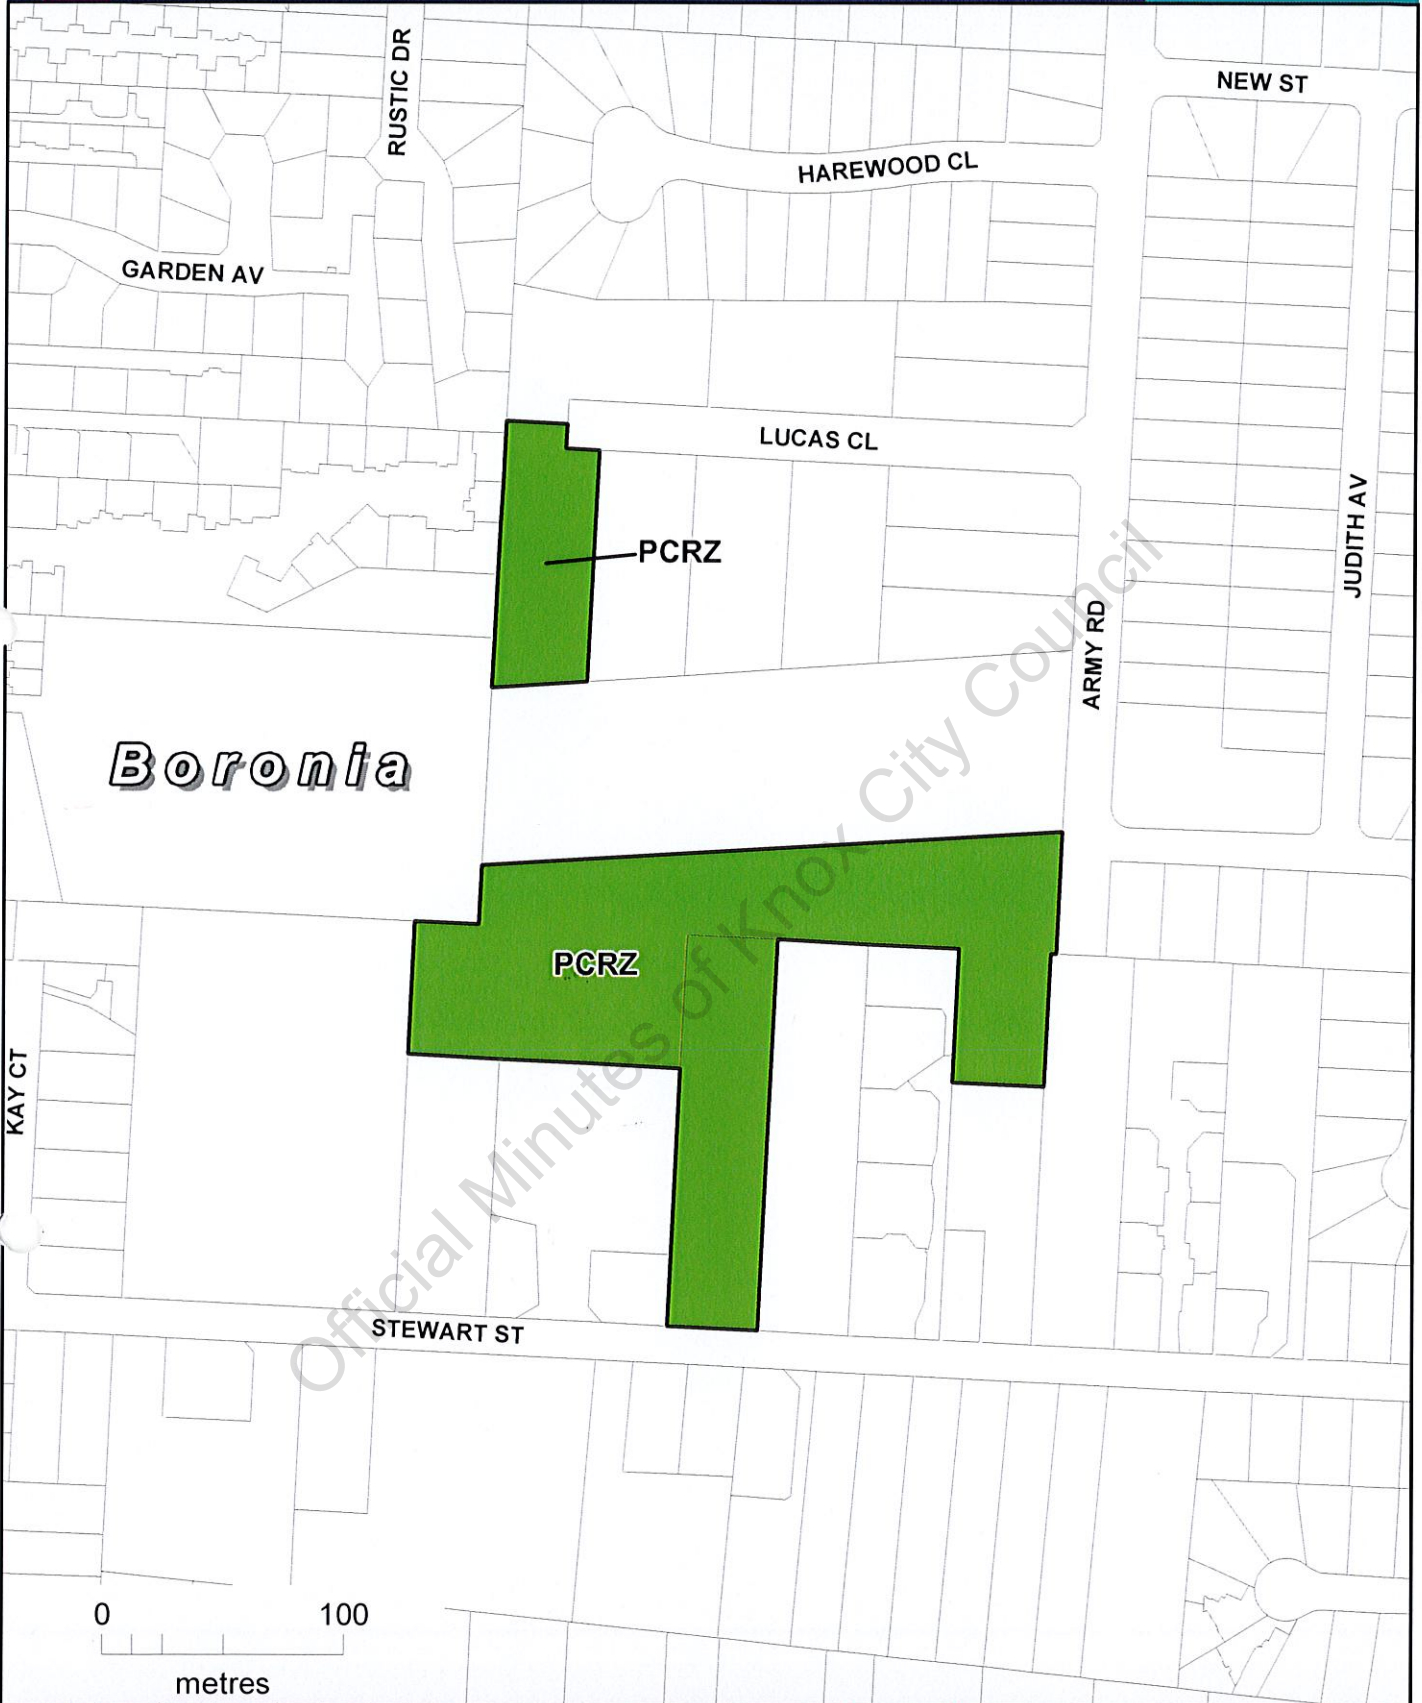 RUSTIC DR
NEW ST
HAREWOOD CL
GARDEN AV
LUCAS CL
PCRZ
JUDITH AV
ARMY RD
Boronia
PCRZ
KAY CT
STEWART ST
Official Minutes of Knox City Council
0 100
metres